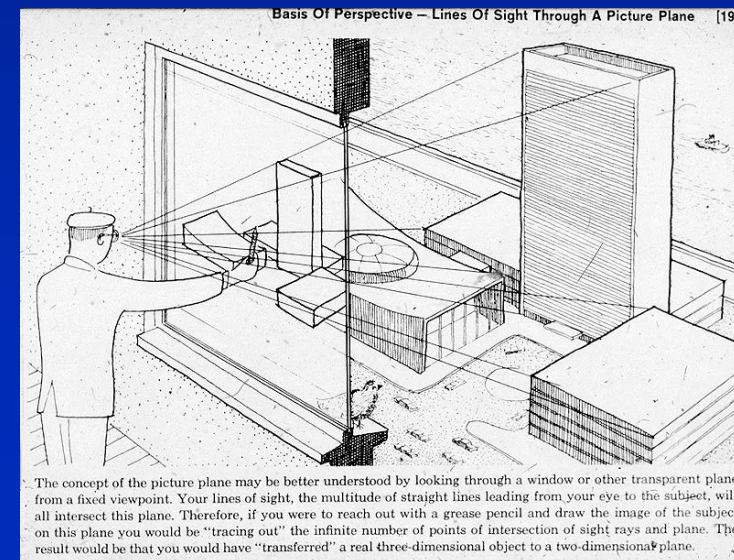 Basis Of Perspective – Lines Of Sight Through A Picture Plane [19
The concept of the picture plane may be better understood by looking through a window or other transparent plane
from a fixed viewpoint. Your lines of sight, the multitude of straight lines leading from your eye to the subject, will
all intersect this plane. Therefore, if you were to reach out with a grease pencil and draw the image of the subject
on this plane you would be "tracing out" the infinite number of points of intersection of sight rays and plane. The
result would be that you would have "transferred" a real three-dimensional object to a two-dimensional plane.